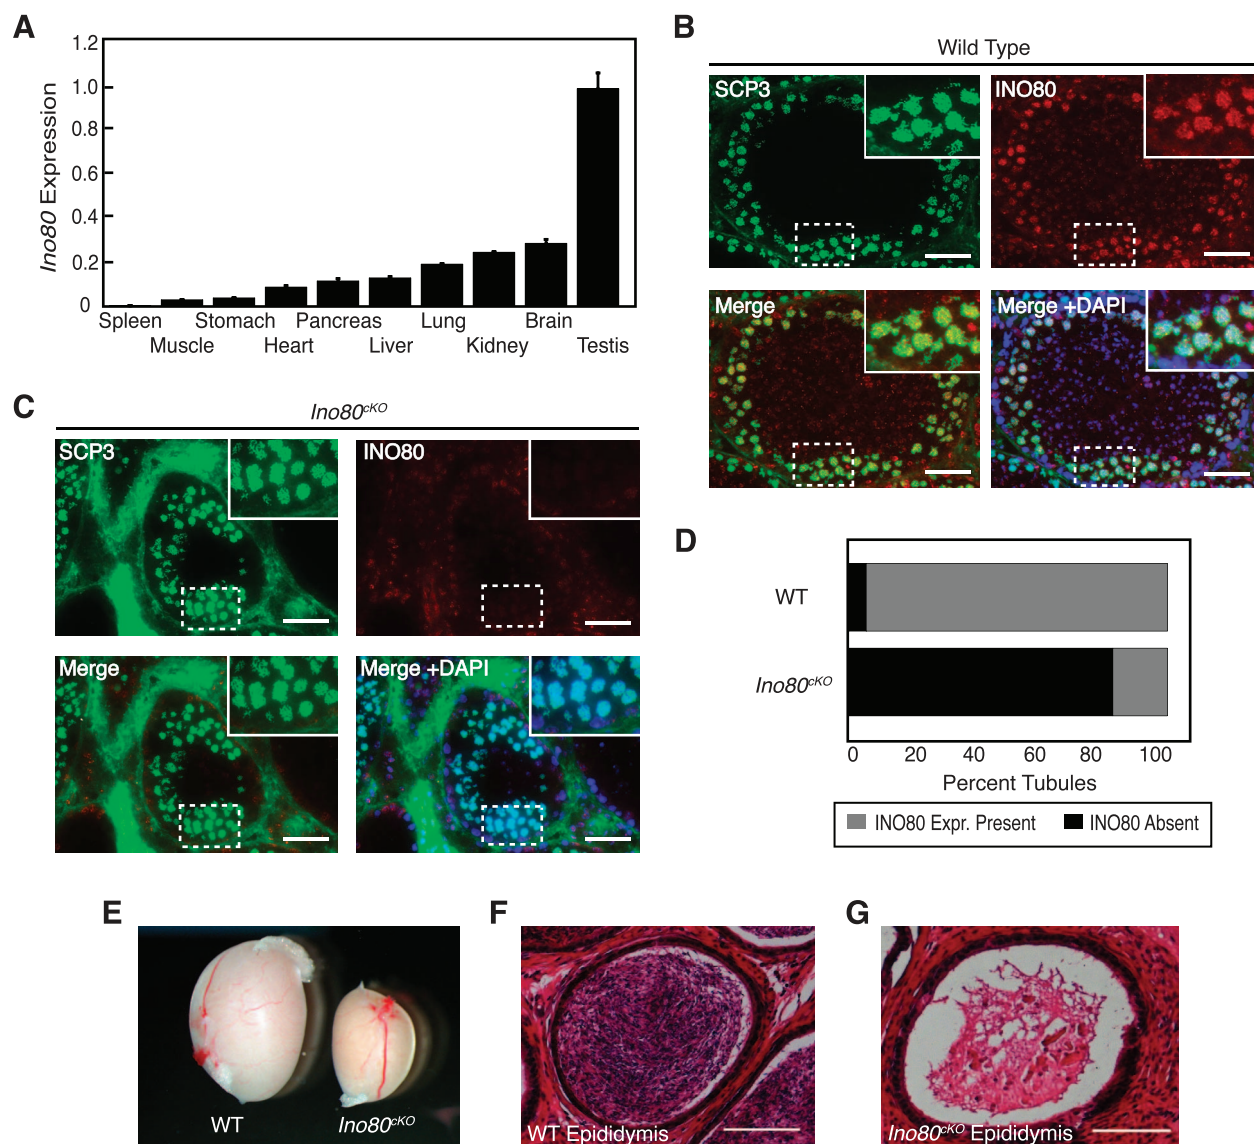 A
Ino80 Expression
1.2
1.0
0.8
0.6
0.4
0.2
0
Spleen
Muscle
Stomach
Heart
Pancreas
Liver
Lung
Kidney
Brain
Testis
B
Wild Type
SCP3
INO80
Merge
Merge +DAPI
C
Ino80cKO
SCP3
INO80
Merge
Merge +DAPI
D
WT
Ino80cKO
0 20 40 60 80 100
Percent Tubules
INO80 Expr. Present
INO80 Absent
E
WT
Ino80cKO
F
WT Epididymis
G
Ino80cKO Epididymis